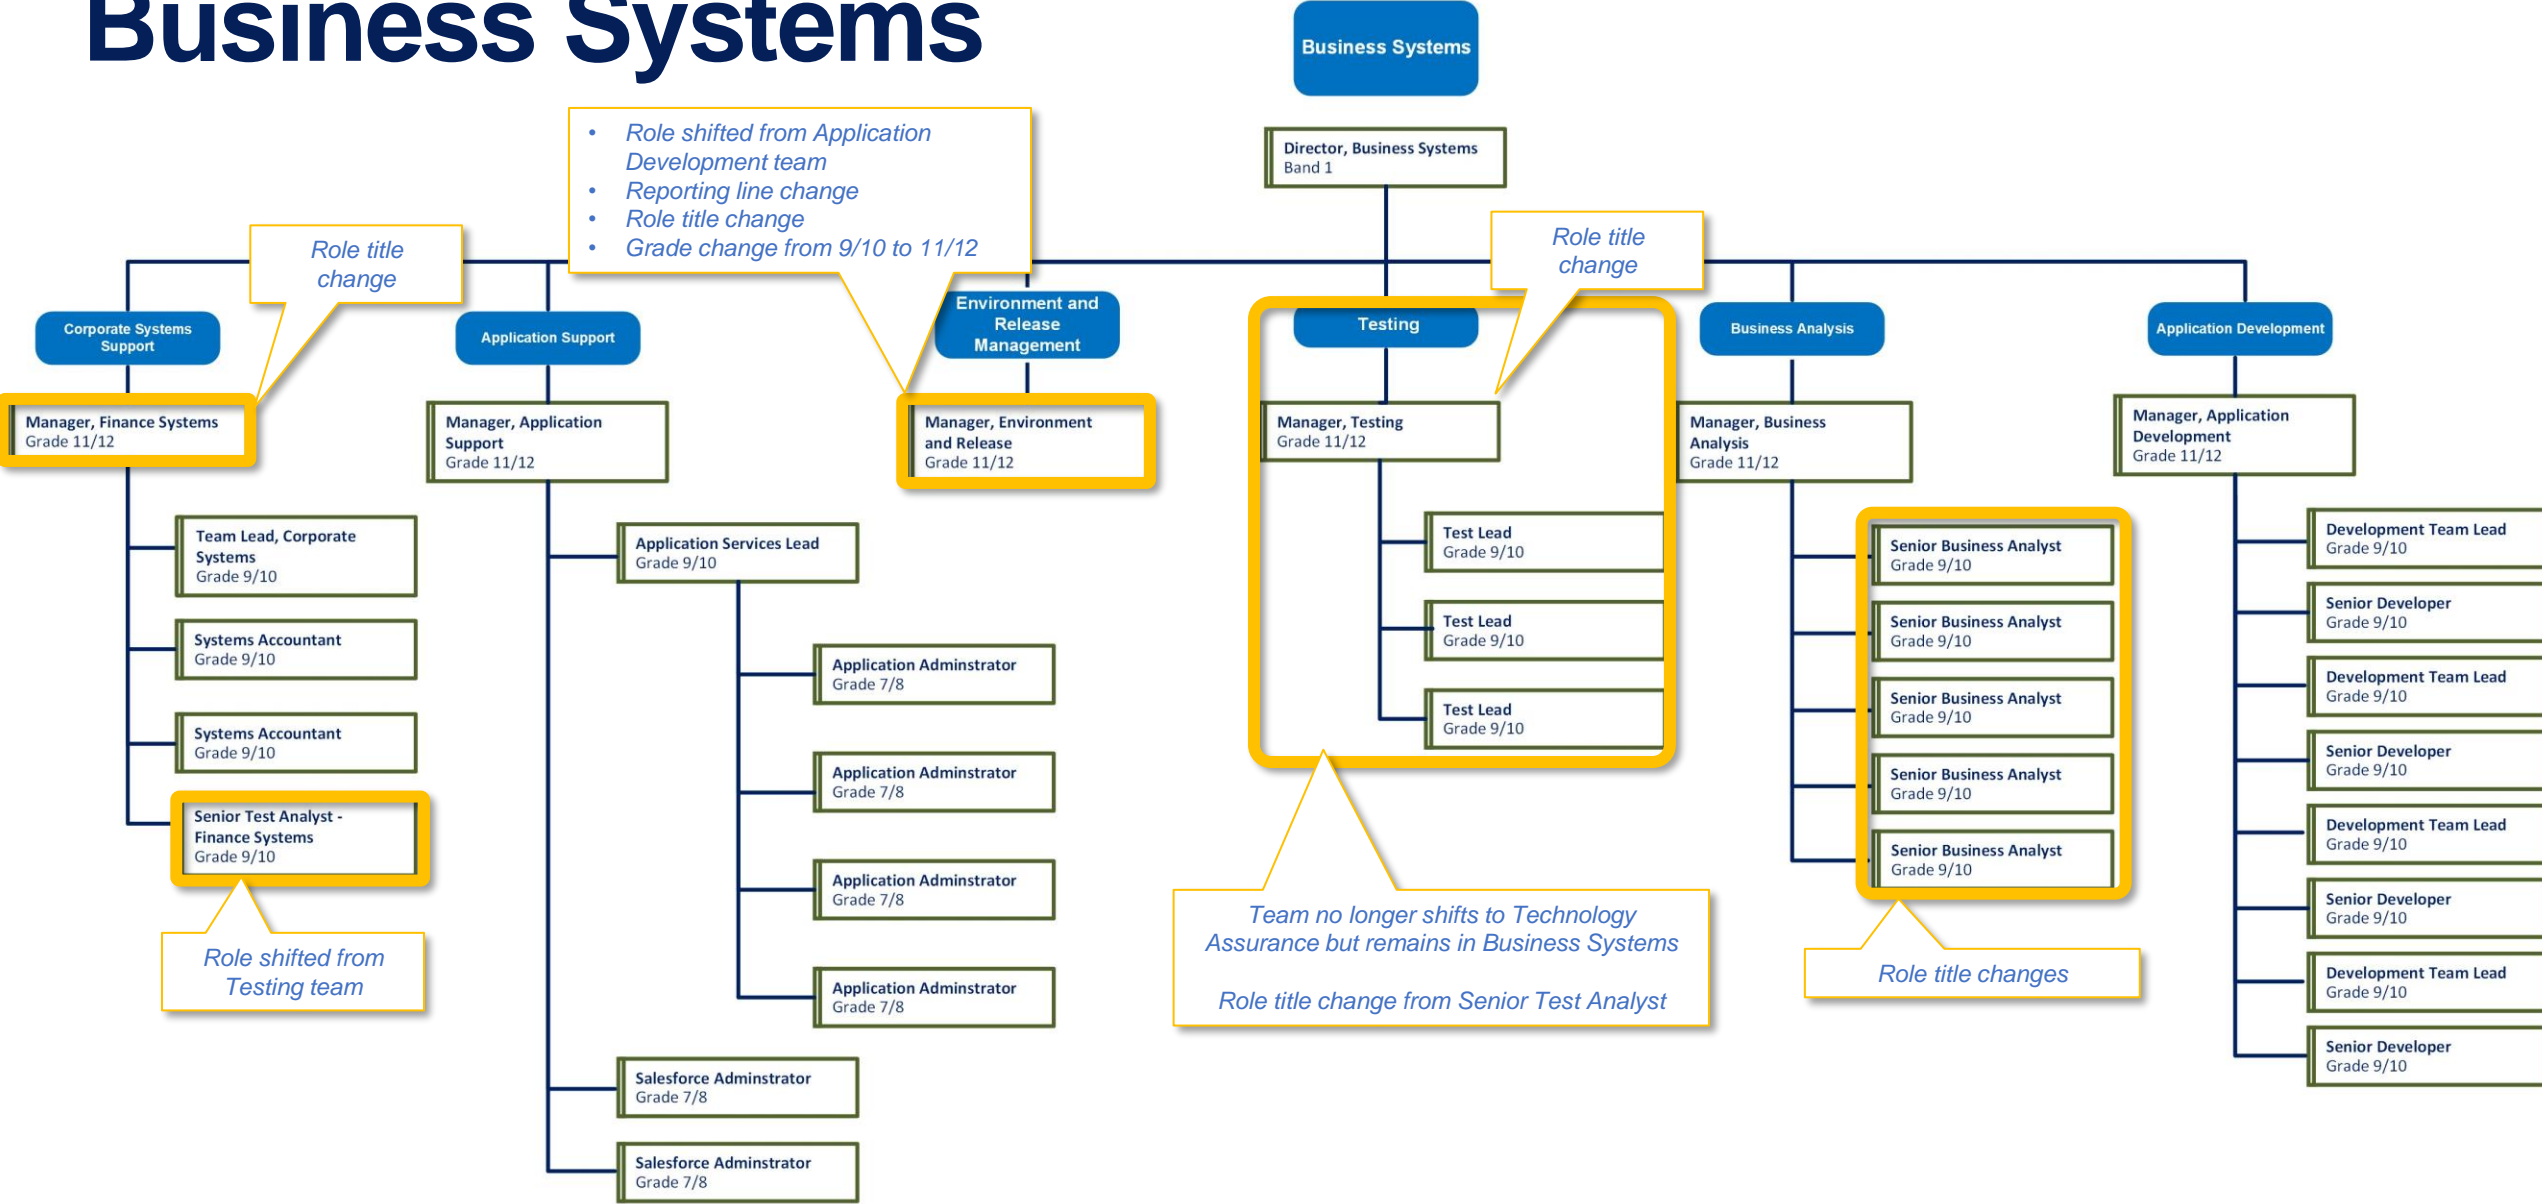 Business Systems
Business Systems
Director, Business Systems
Band 1
• Role shifted from Application
Development team
• Reporting line change
• Role title change
• Grade change from 9/10 to 11/12
Role title
change
Role title
change
Corporate Systems
Support
Manager, Finance Systems
Grade 11/12
Team Lead, Corporate
Systems
Grade 9/10
Systems Accountant
Grade 9/10
Systems Accountant
Grade 9/10
Senior Test Analyst -
Finance Systems
Grade 9/10
Role shifted from
Testing team
Application Support
Manager, Application
Support
Grade 11/12
Application Services Lead
Grade 9/10
Application Adminstrator
Grade 7/8
Application Adminstrator
Grade 7/8
Application Adminstrator
Grade 7/8
Application Adminstrator
Grade 7/8
Salesforce Adminstrator
Grade 7/8
Salesforce Adminstrator
Grade 7/8
Environment and
Release
Management
Manager, Environment
and Release
Grade 11/12
Testing
Manager, Testing
Grade 11/12
Test Lead
Grade 9/10
Test Lead
Grade 9/10
Test Lead
Grade 9/10
Team no longer shifts to Technology
Assurance but remains in Business Systems
Role title change from Senior Test Analyst
Business Analysis
Manager, Business
Analysis
Grade 11/12
Senior Business Analyst
Grade 9/10
Senior Business Analyst
Grade 9/10
Senior Business Analyst
Grade 9/10
Senior Business Analyst
Grade 9/10
Senior Business Analyst
Grade 9/10
Role title changes
Application Development
Manager, Application
Development
Grade 11/12
Development Team Lead
Grade 9/10
Senior Developer
Grade 9/10
Development Team Lead
Grade 9/10
Senior Developer
Grade 9/10
Development Team Lead
Grade 9/10
Senior Developer
Grade 9/10
Development Team Lead
Grade 9/10
Senior Developer
Grade 9/10